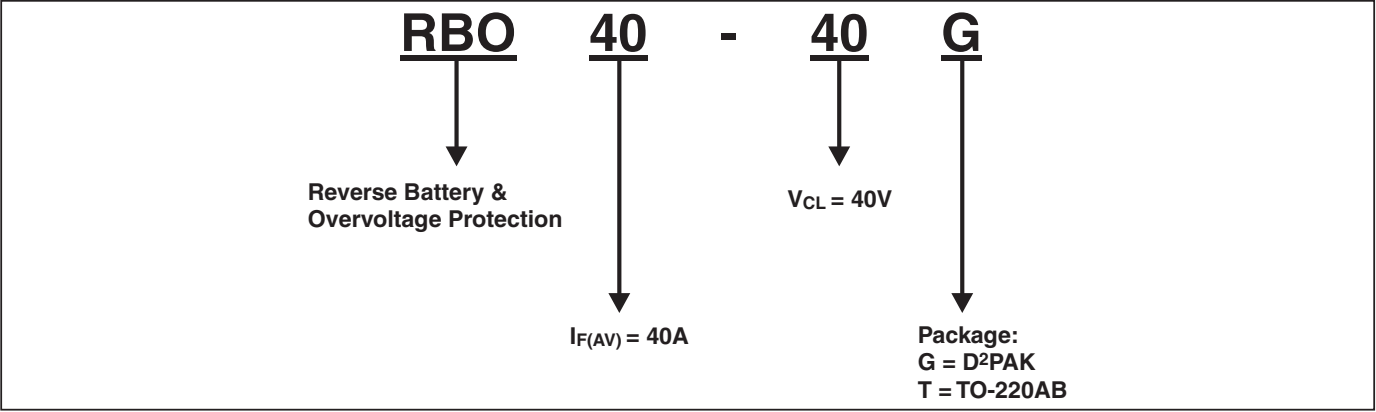 RBO 40 - 40 G
Reverse Battery &
Overvoltage Protection
VCL = 40V
IF(AV) = 40A
Package:
G = D²PAK
T = TO-220AB